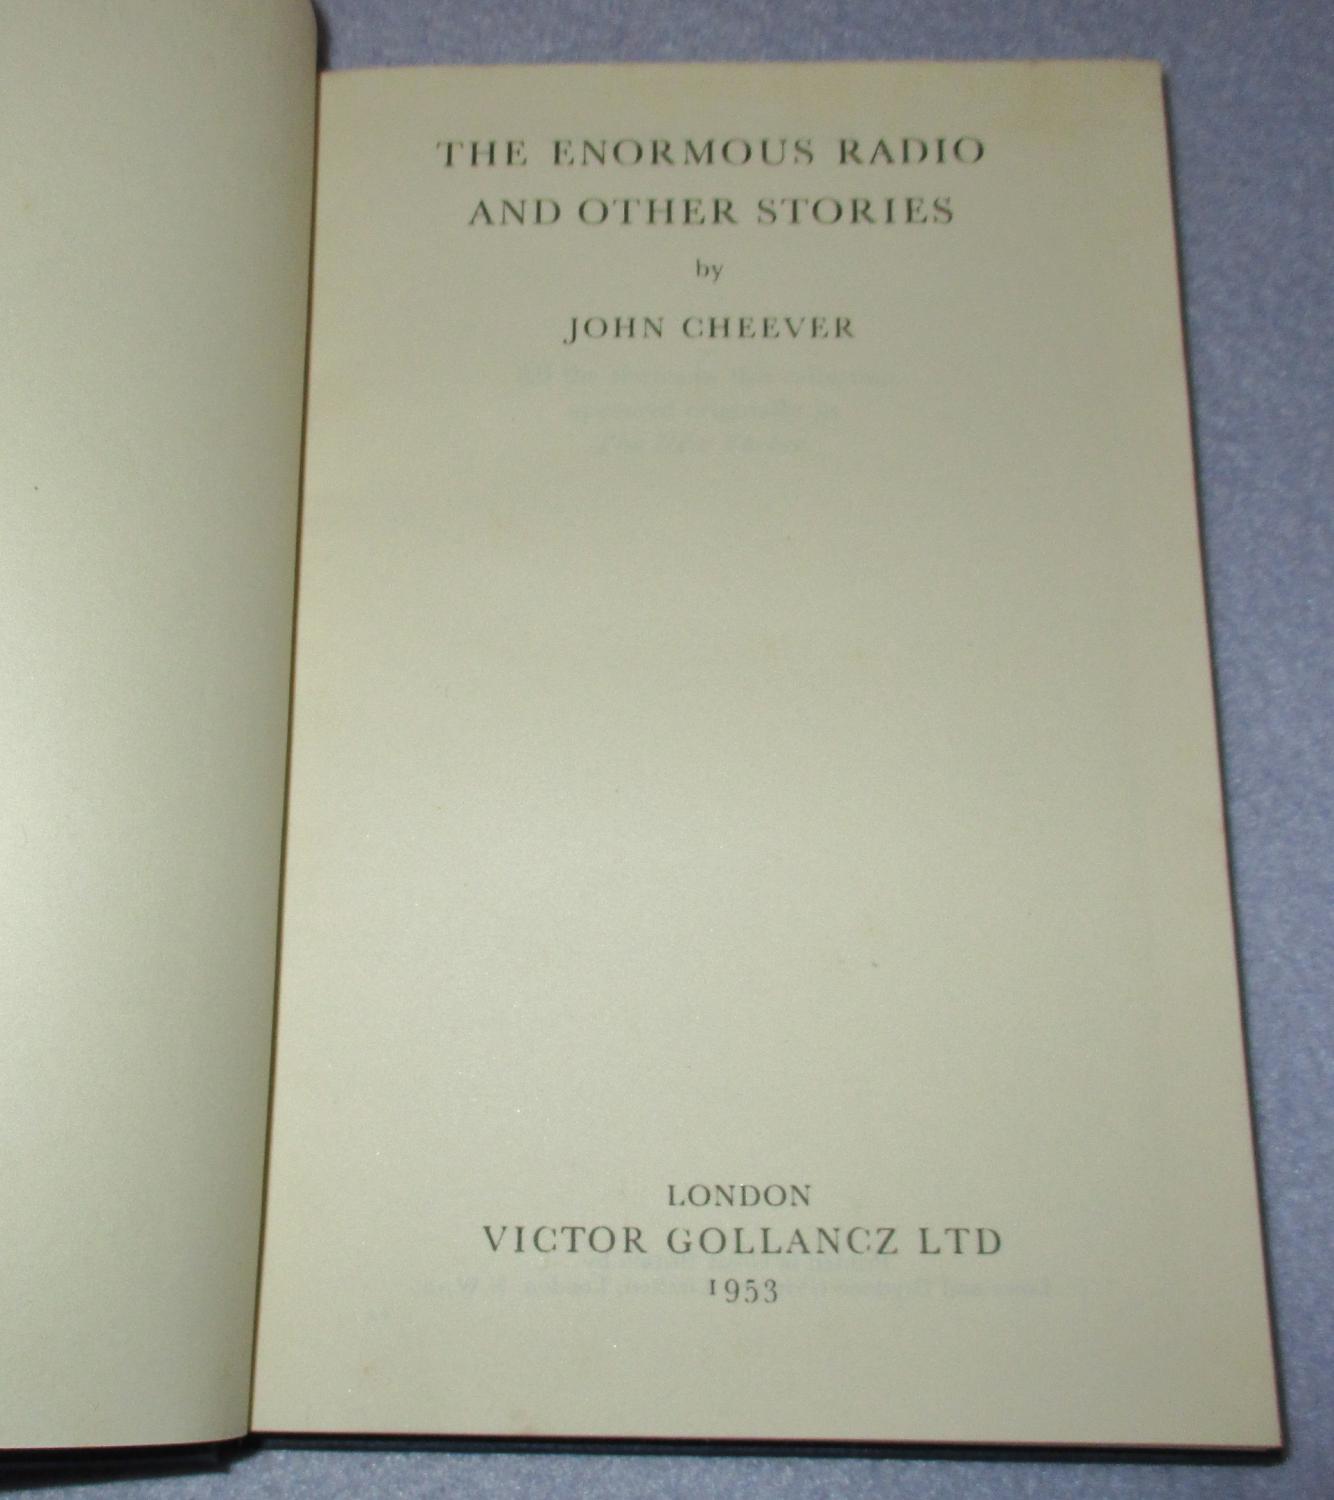 THE ENORMOUS RADIO
AND OTHER STORIES
by
JOHN CHEEVER
LONDON
VICTOR GOLLANCZ LTD
1953